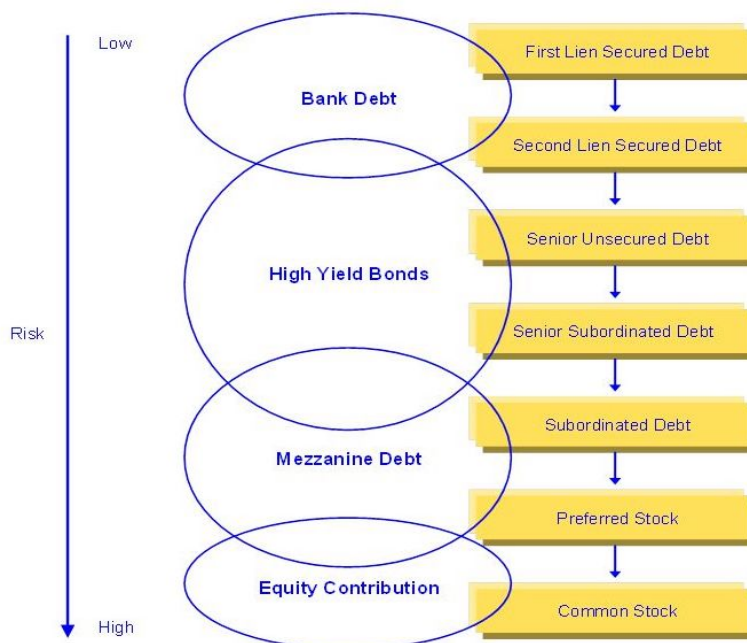 Low
First Lien Secured Debt
Bank Debt
Second Lien Secured Debt
Senior Unsecured Debt
High Yield Bonds
Risk
Senior Subordinated Debt
Subordinated Debt
Mezzanine Debt
Preferred Stock
Equity Contribution
Common Stock
High